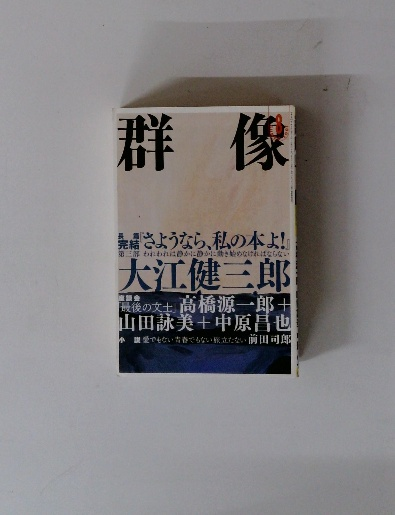 群像
長篇完結『さようなら、私の本よ!』
第三部 われわれは静かに静かに動き始めなければならない
大江健三郎
座談会
「最後の文士」高橋源一郎+
山田詠美+中原昌也
小説 愛でもない青春でもない旅立たない 前田司郎